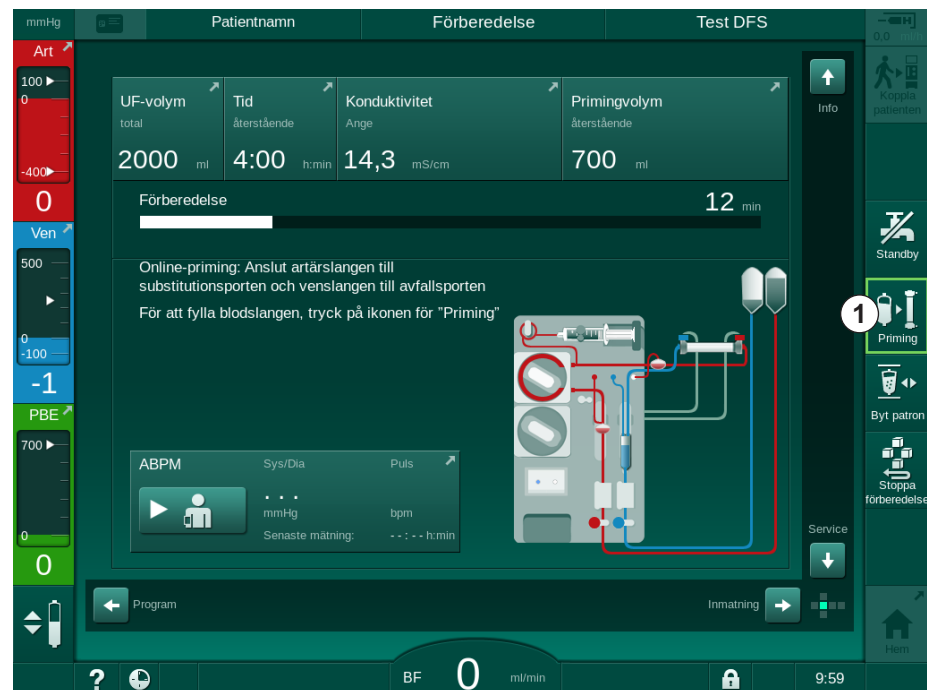 mmHg
Patientnamn
Förberedelse
Test DFS
0,0 ml/h
Art
100
0
-400
0
Ven
500
0
-100
-1
PBE
700
0
0
UF-volym
total
2000 ml
Tid
återstående
4:00 h:min
Konduktivitet
Ange
14,3 mS/cm
Primingvolym
återstående
700 ml
Förberedelse
12 min
Online-priming: Anslut artärslangen till
substitutionsporten och venslangen till avfallsporten
För att fylla blodslangen, tryck på ikonen för ”Priming”
ABPM
Sys/Dia
Puls
- - -
mmHg
bpm
Senaste mätning:
- - : - - h:min
Info
Service
Program
Inmatning
Koppla
patienten
Standby
1
Priming
Byt patron
Stoppa
förberedelse
Hem
?
BF 0 ml/min
9:59